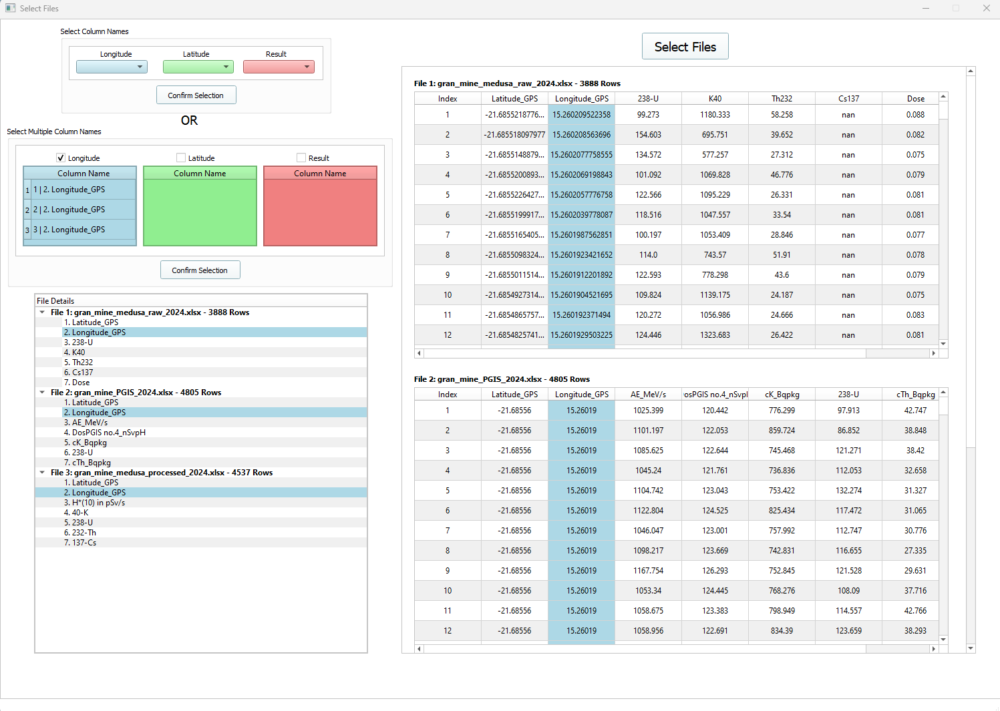 Select Files
Select Column Names
Longitude Latitude Result
Confirm Selection
OR
Select Multiple Column Names
Longitude Latitude Result
Column Name Column Name Column Name
1 1 | 2. Longitude_GPS
2 2 | 2. Longitude_GPS
3 3 | 2. Longitude_GPS
Confirm Selection
File Details
File 1: gran_mine_medusa_raw_2024.xlsx - 3888 Rows
1. Latitude_GPS
2. Longitude_GPS
3. 238-U
4. K40
5. Th232
6. Cs137
7. Dose
File 2: gran_mine_PGIS_2024.xlsx - 4805 Rows
1. Latitude_GPS
2. Longitude_GPS
3. AE_MeV/s
4. DosPGIS no.4_nSvpH
5. cK_Bqpkg
6. 238-U
7. cTh_Bqpkg
File 3: gran_mine_medusa_processed_2024.xlsx - 4537 Rows
1. Latitude_GPS
2. Longitude_GPS
3. H*(10) in pSv/s
4. 40-K
5. 238-U
6. 232-Th
7. 137-Cs
Select Files
File 1: gran_mine_medusa_raw_2024.xlsx - 3888 Rows
Index Latitude_GPS Longitude_GPS 238-U K40 Th232 Cs137 Dose
1 -21.6855218776... 15.260209522358 99.273 1180.333 58.258 nan 0.088
2 -21.685518097977 15.260208563696 154.603 695.751 39.652 nan 0.082
3 -21.6855148879... 15.2602077758555 134.572 577.257 27.312 nan 0.075
4 -21.6855200893... 15.2602069198843 101.092 1069.828 46.776 nan 0.079
5 -21.6855226427... 15.2602057776758 122.566 1095.229 26.331 nan 0.081
6 -21.6855199917... 15.2602039778087 118.516 1047.557 33.54 nan 0.081
7 -21.6855165405... 15.2601987562851 100.197 1053.409 28.846 nan 0.077
8 -21.6855098324... 15.2601923421652 114.0 743.57 51.91 nan 0.078
9 -21.6855011514... 15.2601912201892 122.593 778.298 43.6 nan 0.079
10 -21.6854927314... 15.2601904521695 109.824 1139.175 24.187 nan 0.075
11 -21.6854865757... 15.260192371494 120.272 1056.986 24.666 nan 0.083
12 -21.6854825741... 15.2601929503225 124.446 1323.683 26.422 nan 0.081
File 2: gran_mine_PGIS_2024.xlsx - 4805 Rows
Index Latitude_GPS Longitude_GPS AE_MeV/s osPGIS no.4_nSvpl cK_Bqpkg 238-U cTh_Bqpkg
1 -21.68556 15.26019 1025.399 120.442 776.299 97.913 42.747
2 -21.68556 15.26019 1101.197 122.053 859.724 86.852 38.848
3 -21.68556 15.26019 1085.625 122.644 745.468 121.271 38.42
4 -21.68556 15.26019 1045.24 121.761 736.836 112.053 32.658
5 -21.68556 15.26019 1104.742 123.043 753.422 132.274 31.327
6 -21.68556 15.26019 1122.804 124.525 825.434 117.472 31.065
7 -21.68556 15.26019 1046.047 123.001 757.992 112.747 30.776
8 -21.68556 15.26019 1098.217 123.669 742.831 116.655 27.335
9 -21.68556 15.26019 1167.754 126.293 752.845 121.528 29.631
10 -21.68556 15.26019 1053.34 124.445 768.276 108.09 37.716
11 -21.68556 15.26019 1058.675 123.383 798.949 114.557 42.766
12 -21.68556 15.26019 1058.956 122.691 834.39 123.659 38.293